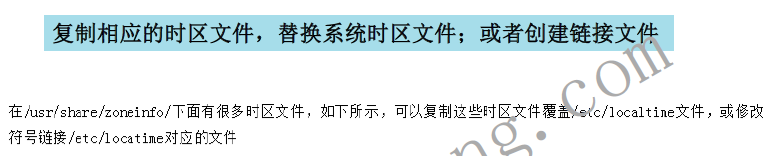 复制相应的时区文件，替换系统时区文件；或者创建链接文件
在/usr/share/zoneinfo/下面有很多时区文件，如下所示，可以复制这些时区文件覆盖/etc/localtime文件，或修改
符号链接/etc/locatime对应的文件
ng.com